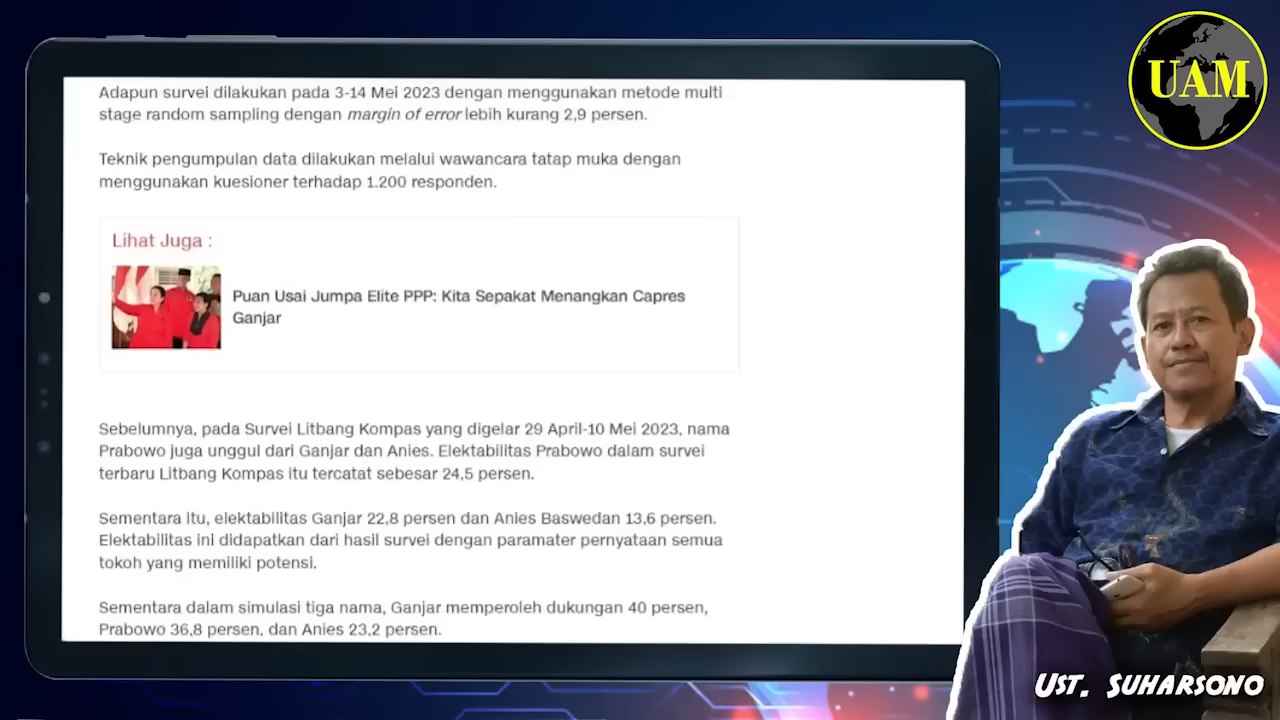 Adapun survei dilakukan pada 3-14 Mei 2023 dengan menggunakan metode multi
stage random sampling dengan margin of error lebih kurang 2,9 persen.
Teknik pengumpulan data dilakukan melalui wawancara tatap muka dengan
menggunakan kuesioner terhadap 1.200 responden.
Lihat Juga :
Puan Usai Jumpa Elite PPP: Kita Sepakat Menangkan Capres
Ganjar
Sebelumnya, pada Survei Litbang Kompas yang digelar 29 April-10 Mei 2023, nama
Prabowo juga unggul dari Ganjar dan Anies. Elektabilitas Prabowo dalam survei
terbaru Litbang Kompas itu tercatat sebesar 24,5 persen.
Sementara itu, elektabilitas Ganjar 22,8 persen dan Anies Baswedan 13,6 persen.
Elektabilitas ini didapatkan dari hasil survei dengan paramater pernyataan semua
tokoh yang memiliki potensi.
Sementara dalam simulasi tiga nama, Ganjar memperoleh dukungan 40 persen,
Prabowo 36,8 persen, dan Anies 23,2 persen.
UAM
Ust. Suharsono